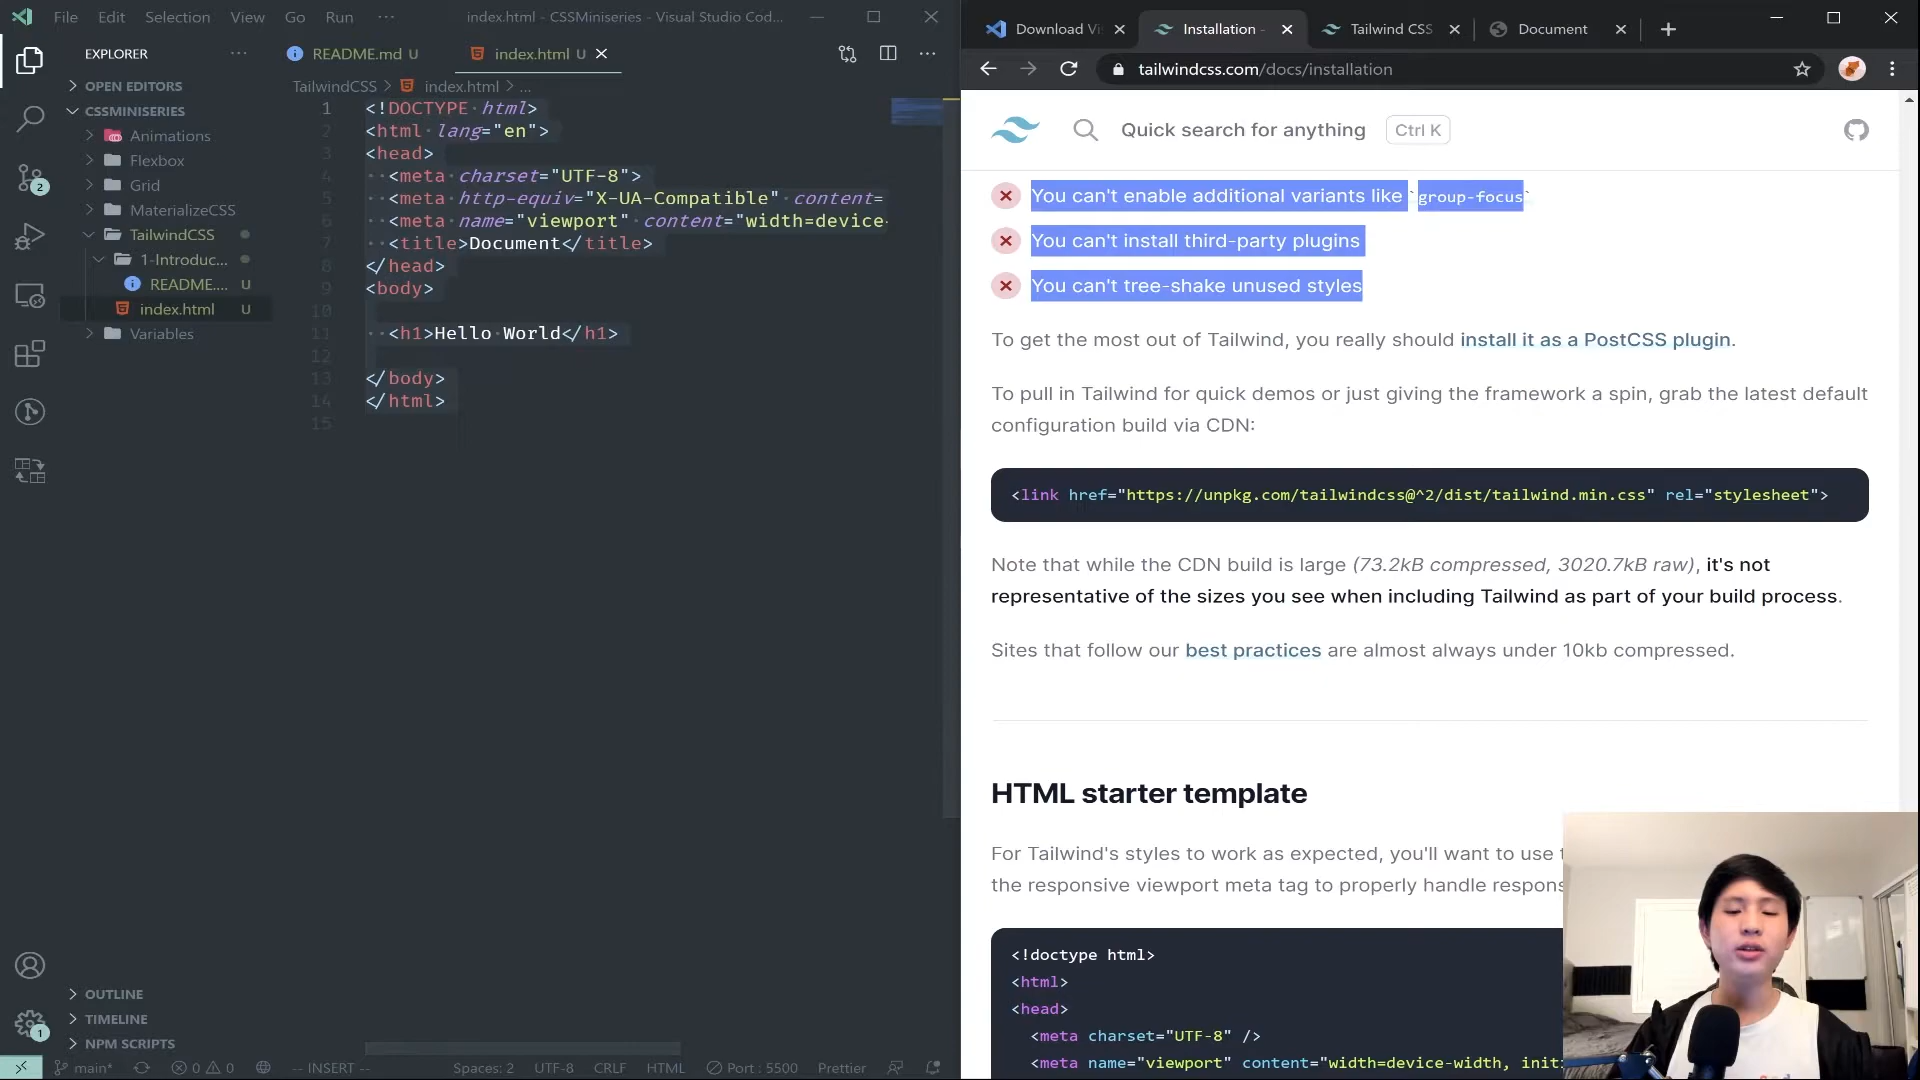 File Edit Selection View Go Run ··· index.html - CSSMiniseries - Visual Studio Cod...
EXPLORER ···
OPEN EDITORS
CSSMINISERIES
Animations
Flexbox
Grid
MaterializeCSS
TailwindCSS
1-Introduc...
README.... U
index.html U
Variables
OUTLINE
TIMELINE
NPM SCRIPTS
2
1
README.md U index.html U
TailwindCSS > index.html > ...
1 <!DOCTYPE html>
2 <html lang="en">
3 <head>
4 <meta charset="UTF-8">
5 <meta http-equiv="X-UA-Compatible" content=
6 <meta name="viewport" content="width=device-
7 <title>Document</title>
8 </head>
9 <body>
10
11 <h1>Hello World</h1>
12
13 </body>
14 </html>
15
main* 0 0 -- INSERT -- Spaces: 2 UTF-8 CRLF HTML Port : 5500 Prettier
Download Vi Installation - Tailwind CSS Document
tailwindcss.com/docs/installation
Quick search for anything Ctrl K
You can't enable additional variants like `group-focus`
You can't install third-party plugins
You can't tree-shake unused styles
To get the most out of Tailwind, you really should install it as a PostCSS plugin.
To pull in Tailwind for quick demos or just giving the framework a spin, grab the latest default
configuration build via CDN:
<link href="https://unpkg.com/tailwindcss@^2/dist/tailwind.min.css" rel="stylesheet">
Note that while the CDN build is large (73.2kB compressed, 3020.7kB raw), it's not
representative of the sizes you see when including Tailwind as part of your build process.
Sites that follow our best practices are almost always under 10kb compressed.
HTML starter template
For Tailwind's styles to work as expected, you'll want to use
the responsive viewport meta tag to properly handle respons
<!doctype html>
<html>
<head>
<meta charset="UTF-8" />
<meta name="viewport" content="width=device-width, init